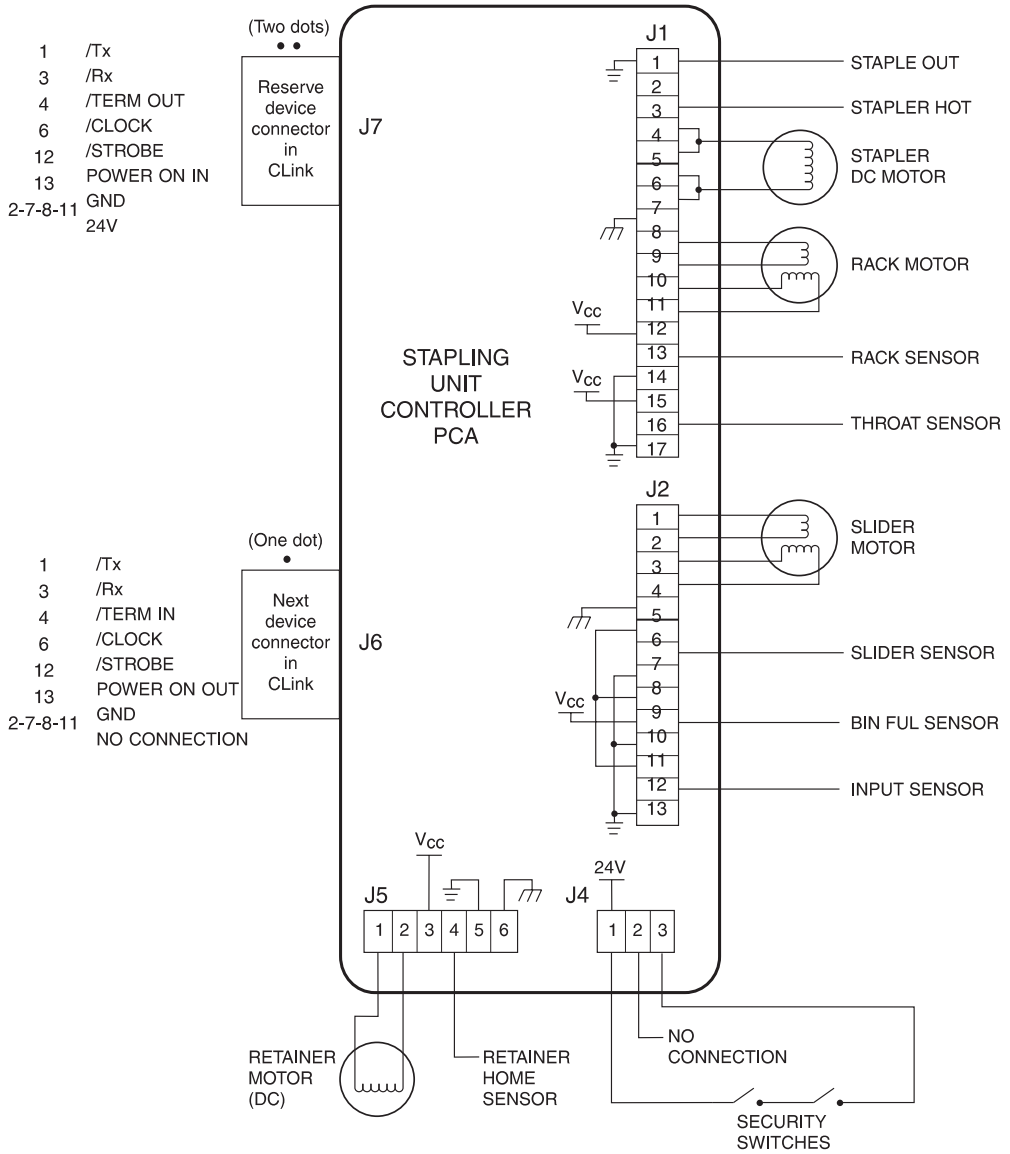 (Two dots)
1 /Tx
3 /Rx
4 /TERM OUT
6 /CLOCK
12 /STROBE
13 POWER ON IN
2-7-8-11 GND
24V
Reserve
device
connector
in
CLink
J7
STAPLING
UNIT
CONTROLLER
PCA
J1
1
2
3
4
5
6
7
8
9
10
11
12
13
14
15
16
17
VCC
VCC
STAPLE OUT
STAPLER HOT
STAPLER
DC MOTOR
RACK MOTOR
RACK SENSOR
THROAT SENSOR
(One dot)
1 /Tx
3 /Rx
4 /TERM IN
6 /CLOCK
12 /STROBE
13 POWER ON OUT
2-7-8-11 GND
NO CONNECTION
Next
device
connector
in
CLink
J6
J2
1
2
3
4
5
6
7
8
9
10
11
12
13
VCC
SLIDER
MOTOR
SLIDER SENSOR
BIN FUL SENSOR
INPUT SENSOR
VCC
J5
1 2 3 4 5 6
24V
J4
1 2 3
RETAINER
MOTOR
(DC)
RETAINER
HOME
SENSOR
NO
CONNECTION
SECURITY
SWITCHES